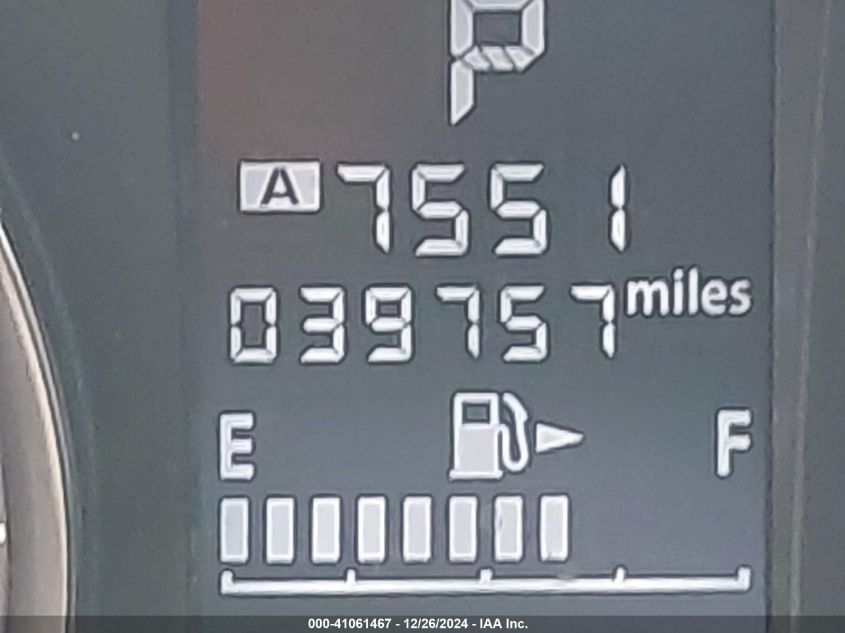 P
A 7551
039757 miles
E F
000-41061467 - 12/26/2024 - IAA Inc.